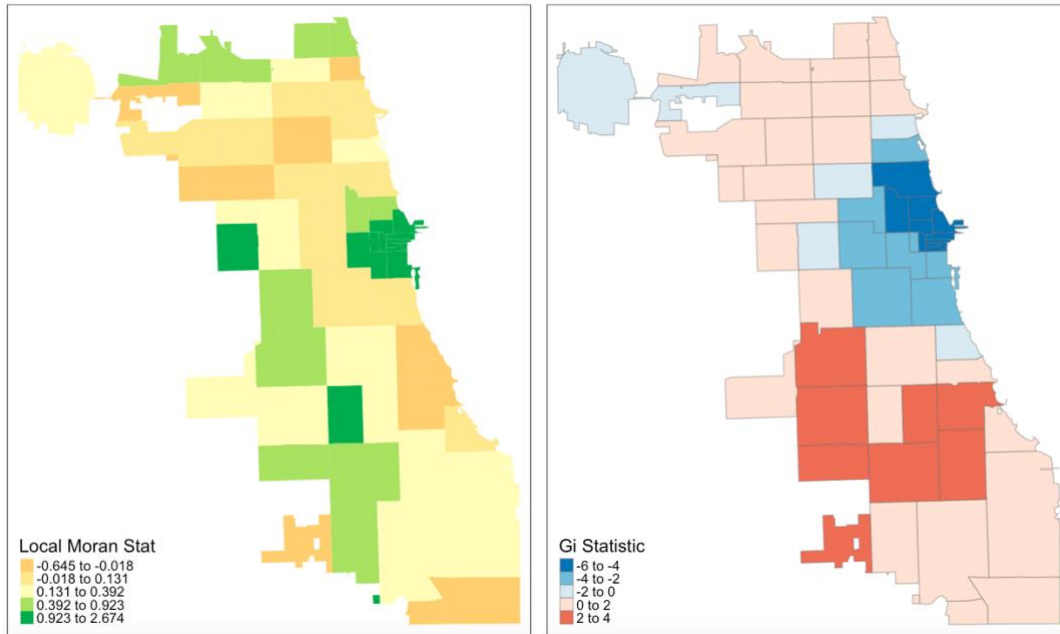 Local Moran Stat
-0.645 to -0.018
-0.018 to 0.131
0.131 to 0.392
0.392 to 0.923
0.923 to 2.674
Gi Statistic
-6 to -4
-4 to -2
-2 to 0
0 to 2
2 to 4